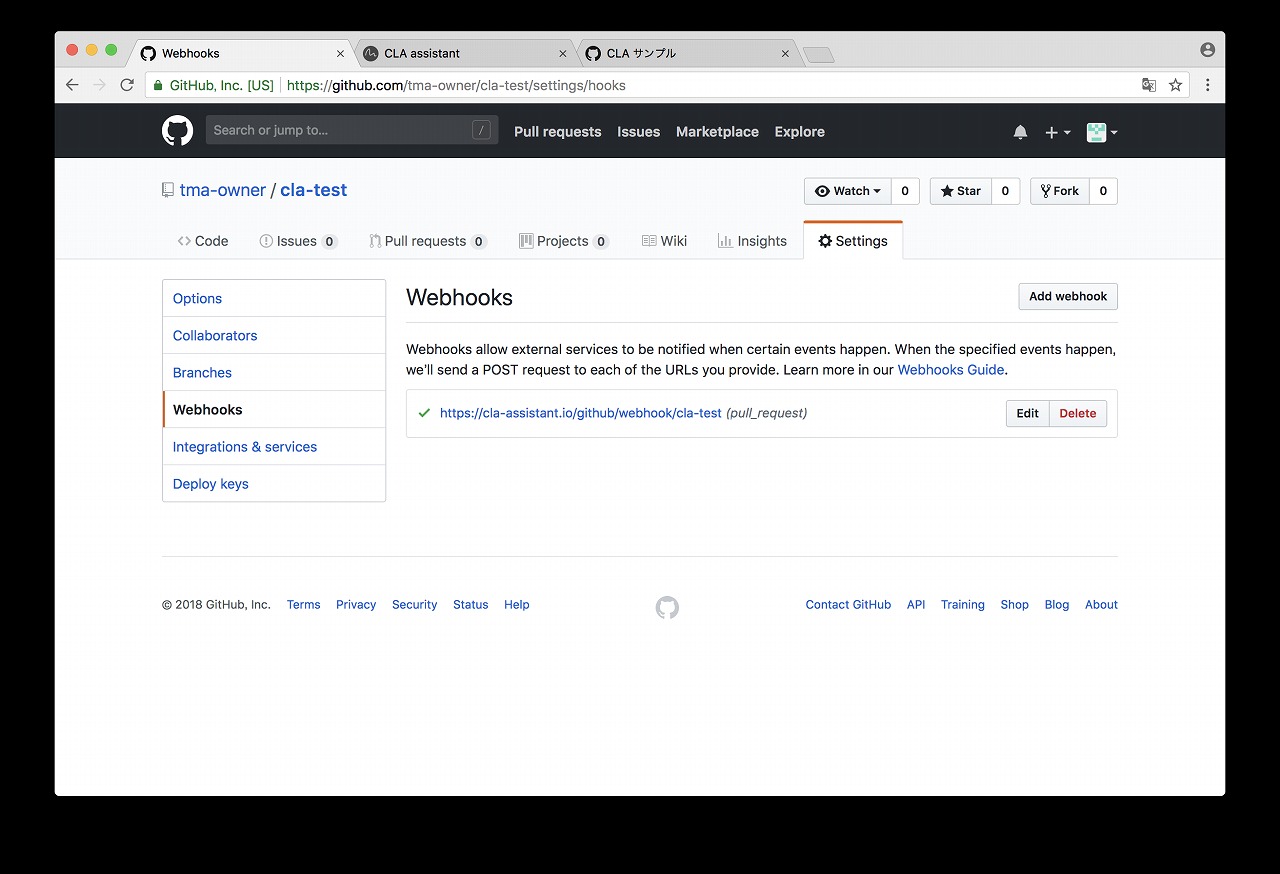 Webhooks
CLA assistant
CLA サンプル
GitHub, Inc. [US] https://github.com/tma-owner/cla-test/settings/hooks
Search or jump to... / Pull requests Issues Marketplace Explore
tma-owner / cla-test Watch 0 Star 0 Fork 0
Code Issues 0 Pull requests 0 Projects 0 Wiki Insights Settings
Options
Collaborators
Branches
Webhooks
Integrations & services
Deploy keys
Webhooks Add webhook
Webhooks allow external services to be notified when certain events happen. When the specified events happen,
we'll send a POST request to each of the URLs you provide. Learn more in our Webhooks Guide.
https://cla-assistant.io/github/webhook/cla-test (pull_request) Edit Delete
© 2018 GitHub, Inc. Terms Privacy Security Status Help Contact GitHub API Training Shop Blog About